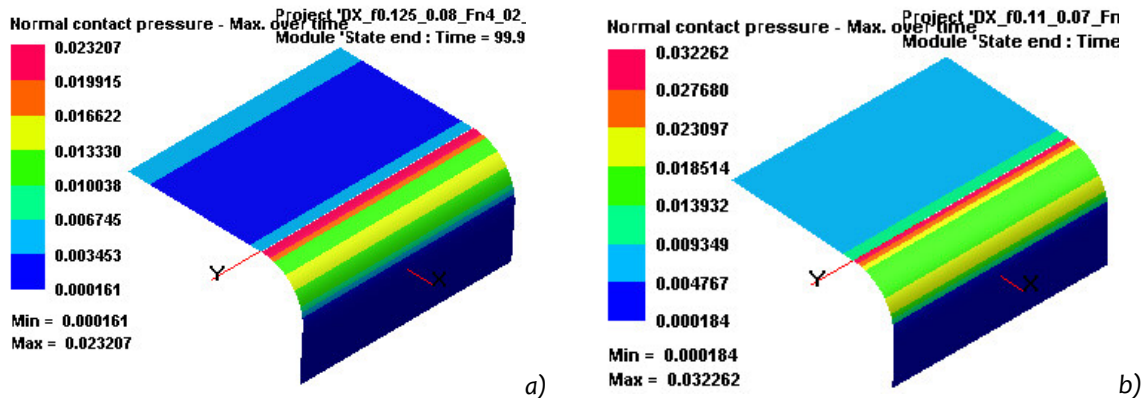 Project 'DX_f0.125_0.08_Fn4_02_
Normal contact pressure - Max. over time
Module 'State end : Time = 99.9
0.023207
0.019915
0.016622
0.013330
0.010038
0.006745
0.003453
0.000161
Min = 0.000161
Max = 0.023207
Y
X
a)
Project 'DX_f0.11_0.07_Fn
Normal contact pressure - Max. over time
Module 'State end : Time
0.032262
0.027680
0.023097
0.018514
0.013932
0.009349
0.004767
0.000184
Min = 0.000184
Max = 0.032262
Y
X
b)